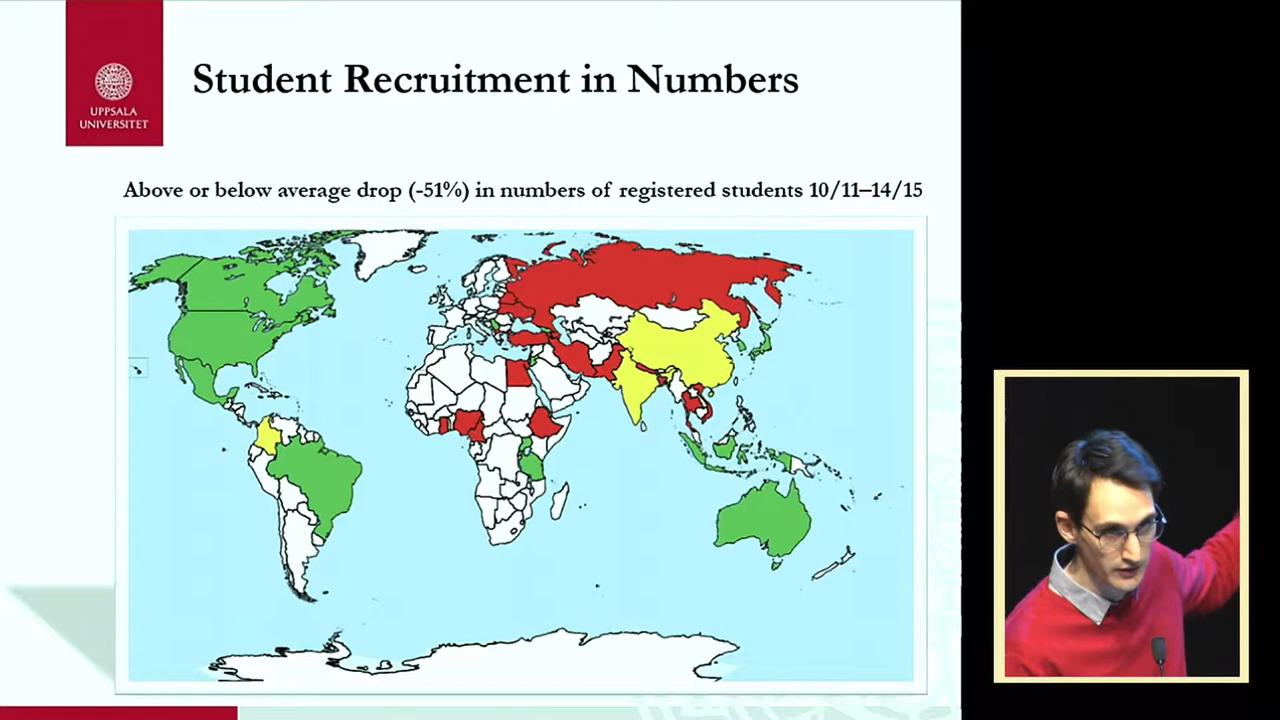 UPPSALA
UNIVERSITET
Student Recruitment in Numbers
Above or below average drop (-51%) in numbers of registered students 10/11–14/15